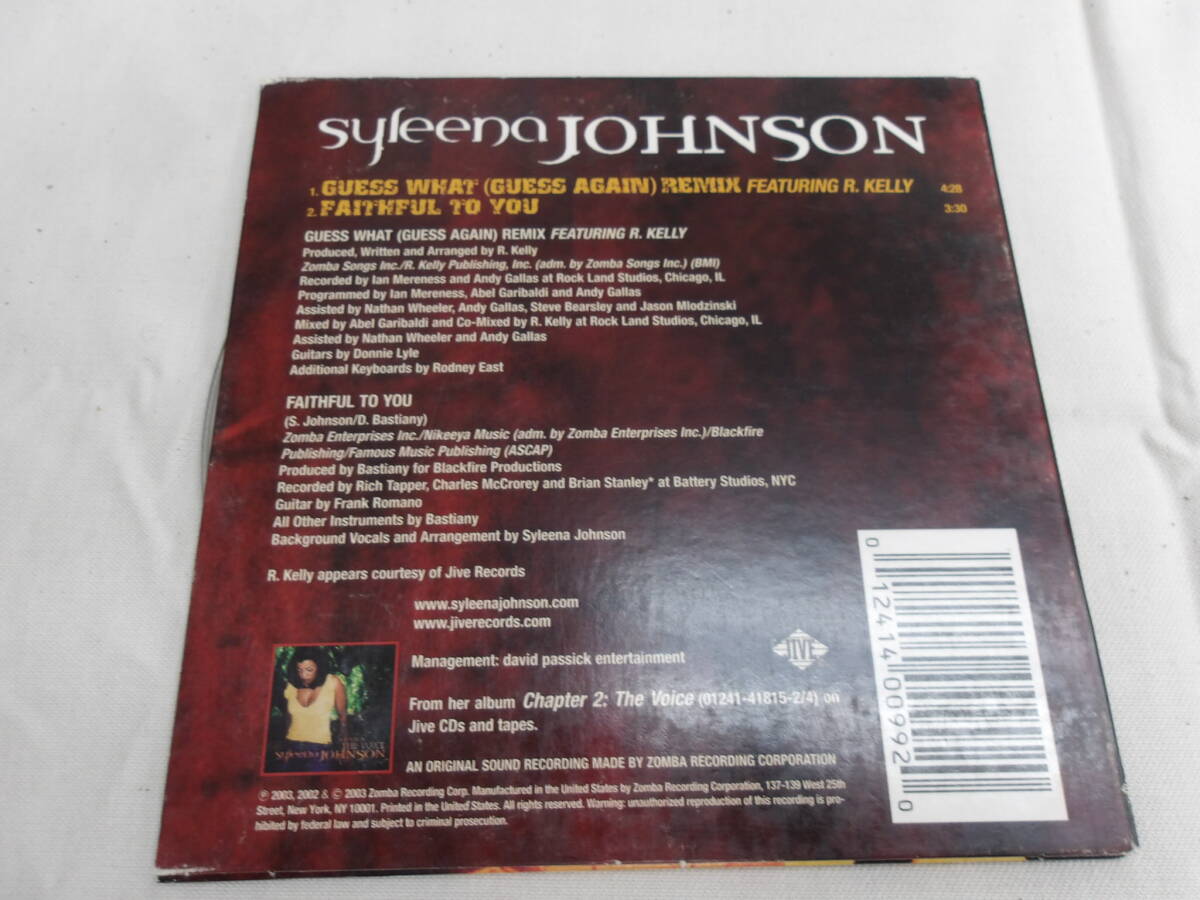 syleena JOHNSON
1. GUESS WHAT (GUESS AGAIN) REMIX FEATURING R. KELLY 4:28
2. FAITHFUL TO YOU 3:30
GUESS WHAT (GUESS AGAIN) REMIX FEATURING R. KELLY
Produced, Written and Arranged by R. Kelly
Zomba Songs Inc./R. Kelly Publishing, Inc. (adm. by Zomba Songs Inc.) (BMI)
Recorded by Ian Mereness and Andy Gallas at Rock Land Studios, Chicago, IL
Programmed by Ian Mereness, Abel Garibaldi and Andy Gallas
Assisted by Nathan Wheeler, Andy Gallas, Steve Bearsley and Jason Mlodzinski
Mixed by Abel Garibaldi and Co-Mixed by R. Kelly at Rock Land Studios, Chicago, IL
Assisted by Nathan Wheeler and Andy Gallas
Guitars by Donnie Lyle
Additional Keyboards by Rodney East
FAITHFUL TO YOU
(S. Johnson/D. Bastiany)
Zomba Enterprises Inc./Nikeeya Music (adm. by Zomba Enterprises Inc.)/Blackfire
Publishing/Famous Music Publishing (ASCAP)
Produced by Bastiany for Blackfire Productions
Recorded by Rich Tapper, Charles McCrorey and Brian Stanley* at Battery Studios, NYC
Guitar by Frank Romano
All Other Instruments by Bastiany
Background Vocals and Arrangement by Syleena Johnson
R. Kelly appears courtesy of Jive Records
www.syleenajohnson.com
www.jiverecords.com
Management: david passick entertainment
JIVE
From her album Chapter 2: The Voice (01241-41815-2/4) on
Jive CDs and tapes.
THE VOICE
syleena JOHNSON
AN ORIGINAL SOUND RECORDING MADE BY ZOMBA RECORDING CORPORATION
℗ 2003, 2002 & © 2003 Zomba Recording Corp. Manufactured in the United States by Zomba Recording Corporation, 137-139 West 25th
Street, New York, NY 10001. Printed in the United States. All rights reserved. Warning: unauthorized reproduction of this recording is pro-
hibited by federal law and subject to criminal prosecution.
0 12414 00992 0